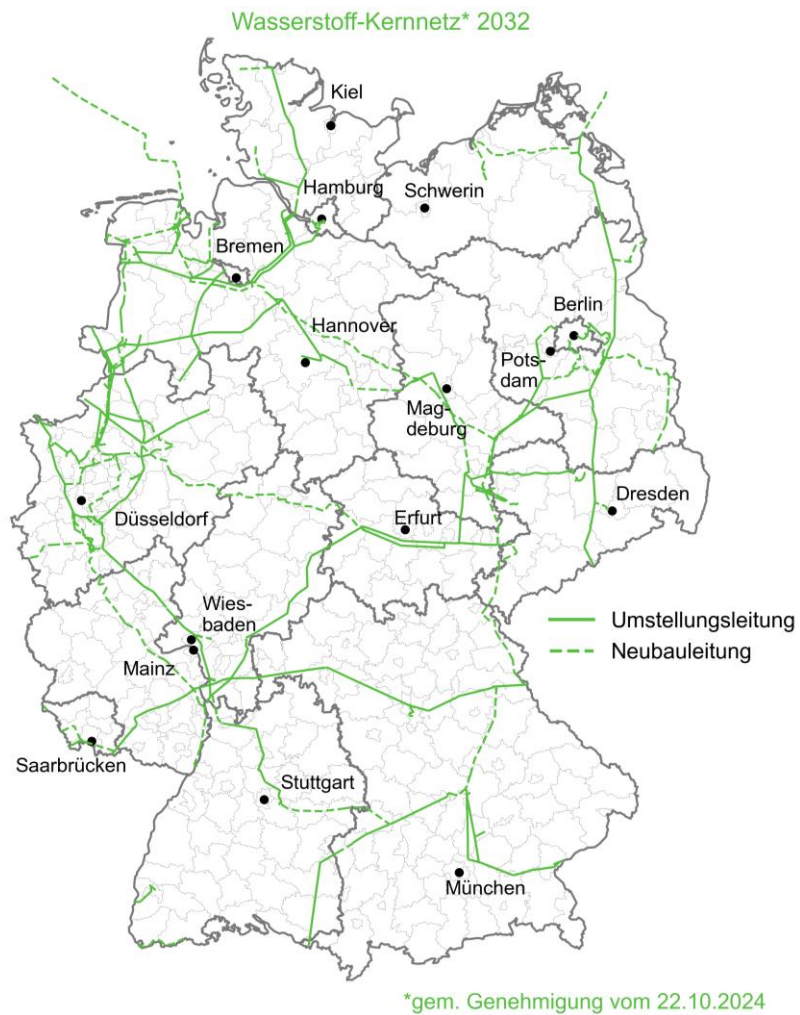 Wasserstoff-Kernnetz* 2032
Kiel
Hamburg
Schwerin
Bremen
Berlin
Hannover
Pots-
dam
Mag-
deburg
Düsseldorf
Erfurt
Dresden
Wies-
baden
Umstellungsleitung
Neubauleitung
Mainz
Saarbrücken
Stuttgart
München
*gem. Genehmigung vom 22.10.2024